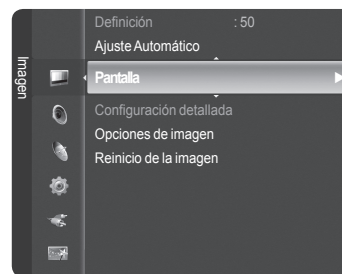 Imagen
Definición : 50
Ajuste Automático
Pantalla
Configuración detallada
Opciones de imagen
Reinicio de la imagen